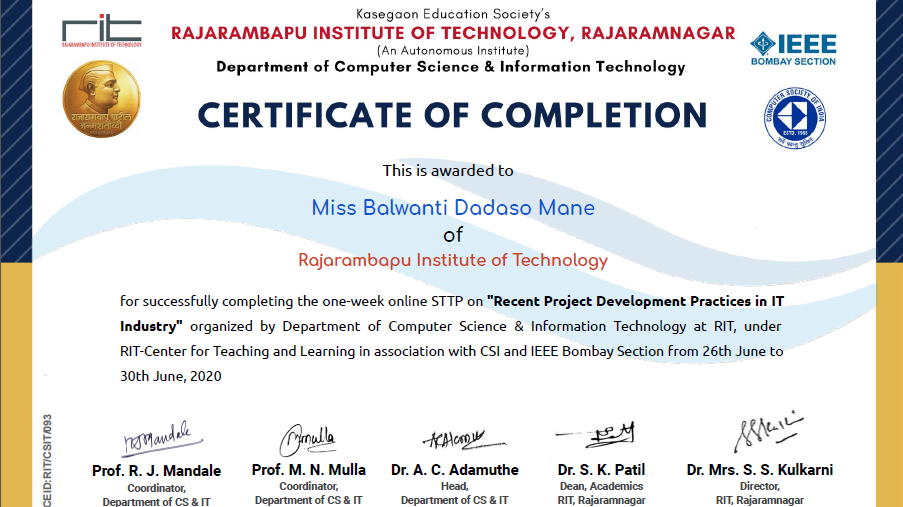 Kasegaon Education Society's
RAJARAMBAPU INSTITUTE OF TECHNOLOGY, RAJARAMNAGAR
(An Autonomous Institute)
Department of Computer Science & Information Technology
rit
RAJARAMBAPU INSTITUTE OF TECHNOLOGY
IEEE
BOMBAY SECTION
COMPUTER SOCIETY OF INDIA
ESTD. 1965
CERTIFICATE OF COMPLETION
This is awarded to
Miss Balwanti Dadaso Mane
of
Rajarambapu Institute of Technology
for successfully completing the one-week online STTP on "Recent Project Development Practices in IT
Industry" organized by Department of Computer Science & Information Technology at RIT, under
RIT-Center for Teaching and Learning in association with CSI and IEEE Bombay Section from 26th June to
30th June, 2020
CEID:RIT/CSIT/093
Prof. R. J. Mandale
Coordinator,
Department of CS & IT
Prof. M. N. Mulla
Coordinator,
Department of CS & IT
Dr. A. C. Adamuthe
Head,
Department of CS & IT
Dr. S. K. Patil
Dean, Academics
RIT, Rajaramnagar
Dr. Mrs. S. S. Kulkarni
Director,
RIT, Rajaramnagar